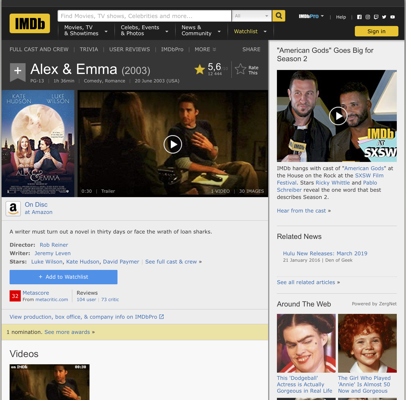 IMDb
Find Movies, TV shows, Celebrities and more...
All
Movies, TV
& Showtimes
Celebs, Events
& Photos
News &
Community
Watchlist
IMDbPro
Help
Sign in
FULL CAST AND CREW | TRIVIA | USER REVIEWS | IMDbPro | MORE
SHARE
Alex & Emma (2003)
PG-13 | 1h 36min | Comedy, Romance | 20 June 2003 (USA)
5,6
Rate
This
KATE
HUDSON
LUKE
WILSON
ALEX
& EMMA
0:30 | Trailer
1 VIDEO | 30 IMAGES
a
On Disc
at Amazon
A writer must turn out a novel in thirty days or face the wrath of loan sharks.
Director: Rob Reiner
Writer: Jeremy Leven
Stars: Luke Wilson, Kate Hudson, David Paymer | See full cast & crew »
+ Add to Watchlist
32
Metascore
From metacritic.com
Reviews
104 user | 73 critic
View production, box office, & company info on IMDbPro
1 nomination. See more awards »
Videos
"American Gods" Goes Big for
Season 2
IMDb
at
SXSW
IMDb hangs with cast of "American Gods" at
the House on the Rock at the SXSW Film
Festival. Stars Ricky Whittle and Pablo
Schreiber reveal the one word that best
describes Season 2.
Hear from the cast »
Related News
Hulu New Releases: March 2019
21 January 2016 | Den of Geek
See all related articles »
Around The Web
Powered by ZergNet
This 'Dodgeball'
Actress is Actually
Gorgeous in Real Life
The Girl Who Played
'Annie' Is Almost 50
Now and Gorgeous